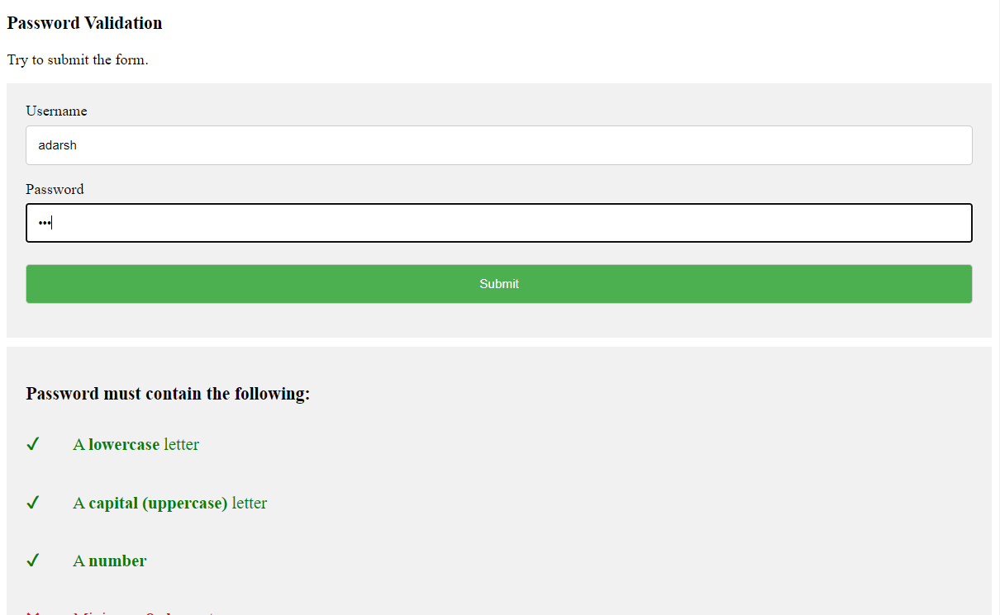 Password Validation
Try to submit the form.
Username
adarsh
Password
•••
Submit
Password must contain the following:
✓ A lowercase letter
✓ A capital (uppercase) letter
✓ A number